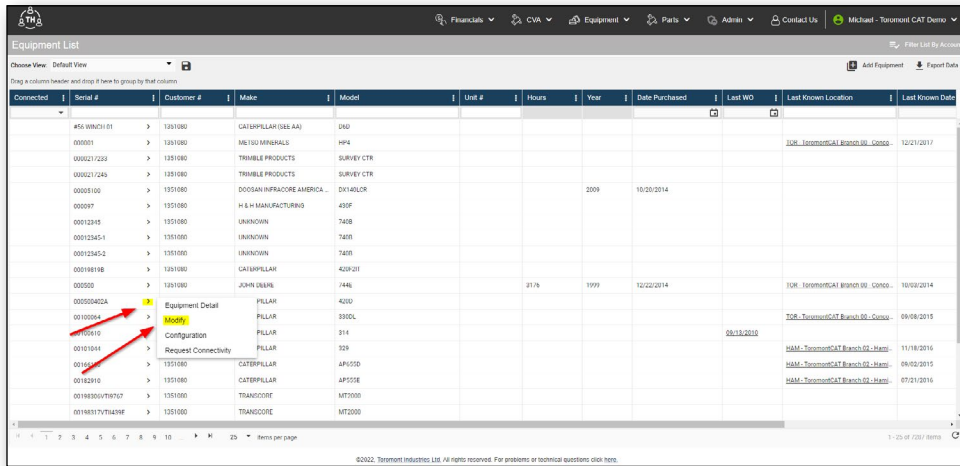 TH
Financials CVA Equipment Parts Admin Contact Us Michael - Toromont CAT Demo
Equipment List Filter List By Accoun
Choose View: Default View Add Equipment Export Data
Drag a column header and drop it here to group by that column
Connected Serial # Customer # Make Model Unit # Hours Year Date Purchased Last WO Last Known Location Last Known Date
#56 WINCH 01 1351080 CATERPILLAR (SEE AA) D6D
000001 1351080 METSO MINERALS HP4 TOR - ToromontCAT Branch 00 - Conco... 12/21/2017
0000217233 1351080 TRIMBLE PRODUCTS SURVEY CTR
0000217246 1351080 TRIMBLE PRODUCTS SURVEY CTR
00005100 1351080 DOOSAN INFRACORE AMERICA ... DX140LCR 2009 10/20/2014
000097 1351080 H & H MANUFACTURING 430F
00012345 1351080 UNKNOWN 740B
00012345-1 1351080 UNKNOWN 740B
00012345-2 1351080 UNKNOWN 740B
00019819B 1351080 CATERPILLAR 420F2IT
000500 1351080 JOHN DEERE 744E 3176 1999 12/22/2014 TOR - ToromontCAT Branch 00 - Conco... 10/03/2014
000500402A Equipment Detail PILLAR 420D
00100064 Modify PILLAR 330DL TOR - ToromontCAT Branch 00 - Conco... 09/08/2015
00100610 Configuration PILLAR 314 09/13/2010
00101044 Request Connectivity PILLAR 329 HAM - ToromontCAT Branch 02 - Hami... 11/18/2016
1351080 CATERPILLAR AP655D HAM - ToromontCAT Branch 02 - Hami... 09/02/2015
00182910 1351080 CATERPILLAR AP555E HAM - ToromontCAT Branch 02 - Hami... 07/21/2016
00198306VTI9767 1351080 TRANSCORE MT2000
00198317VTII439E 1351080 TRANSCORE MT2000
1 2 3 4 5 6 7 8 9 10 ... 25 items per page 1 - 25 of 7207 items
©2022, Toromont Industries Ltd. All rights reserved. For problems or technical questions click here.